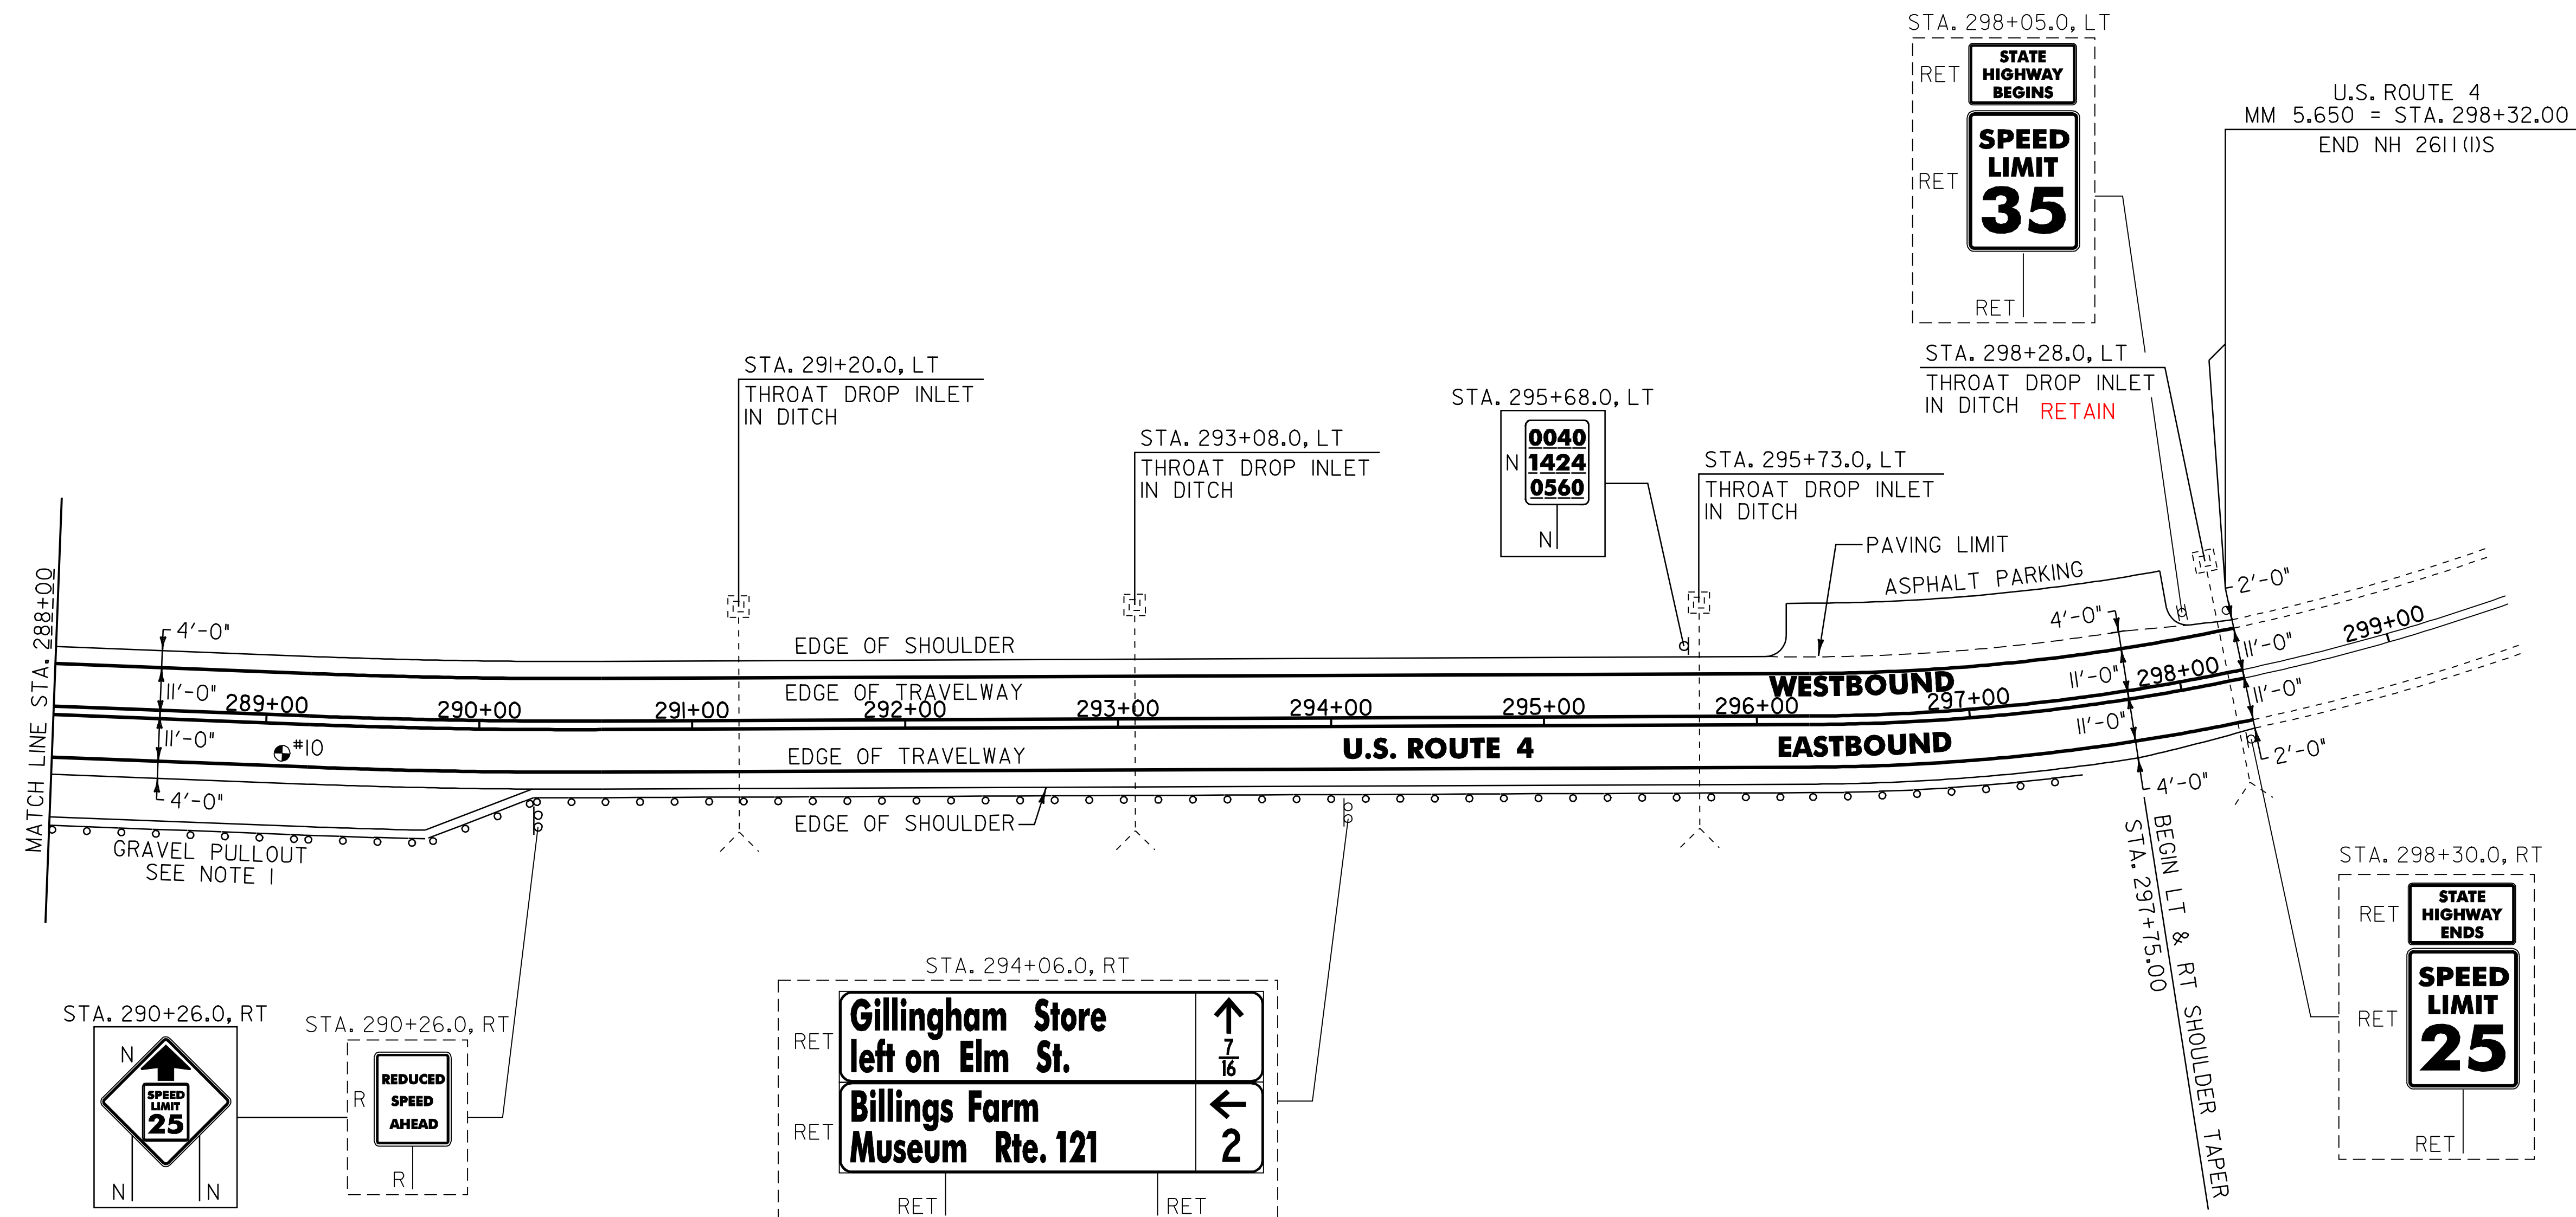 STA. 298+05.0, LT
RET
STATE
HIGHWAY
BEGINS
RET
SPEED
LIMIT
35
RET
U.S. ROUTE 4
MM 5.650 = STA. 298+32.00
END NH 2611(1)S
STA. 291+20.0, LT
THROAT DROP INLET
IN DITCH
STA. 293+08.0, LT
THROAT DROP INLET
IN DITCH
STA. 295+68.0, LT
N
0040
1424
0560
N
STA. 295+73.0, LT
THROAT DROP INLET
IN DITCH
STA. 298+28.0, LT
THROAT DROP INLET
IN DITCH RETAIN
PAVING LIMIT
ASPHALT PARKING
MATCH LINE STA. 288+00
4'-0"
11'-0"
11'-0"
4'-0"
EDGE OF SHOULDER
EDGE OF TRAVELWAY
289+00
290+00
291+00
292+00
293+00
294+00
295+00
296+00
297+00
298+00
299+00
WESTBOUND
EASTBOUND
U.S. ROUTE 4
#10
EDGE OF TRAVELWAY
EDGE OF SHOULDER
GRAVEL PULLOUT
SEE NOTE 1
4'-0"
11'-0"
11'-0"
4'-0"
2'-0"
11'-0"
11'-0"
2'-0"
BEGIN LT & RT SHOULDER TAPER
STA. 297+75.00
STA. 290+26.0, RT
N
SPEED
LIMIT
25
N
N
STA. 290+26.0, RT
R
REDUCED
SPEED
AHEAD
R
STA. 294+06.0, RT
RET
Gillingham Store
left on Elm St.
7
16
RET
Billings Farm
Museum Rte. 121
2
RET
RET
STA. 298+30.0, RT
RET
STATE
HIGHWAY
ENDS
RET
SPEED
LIMIT
25
RET